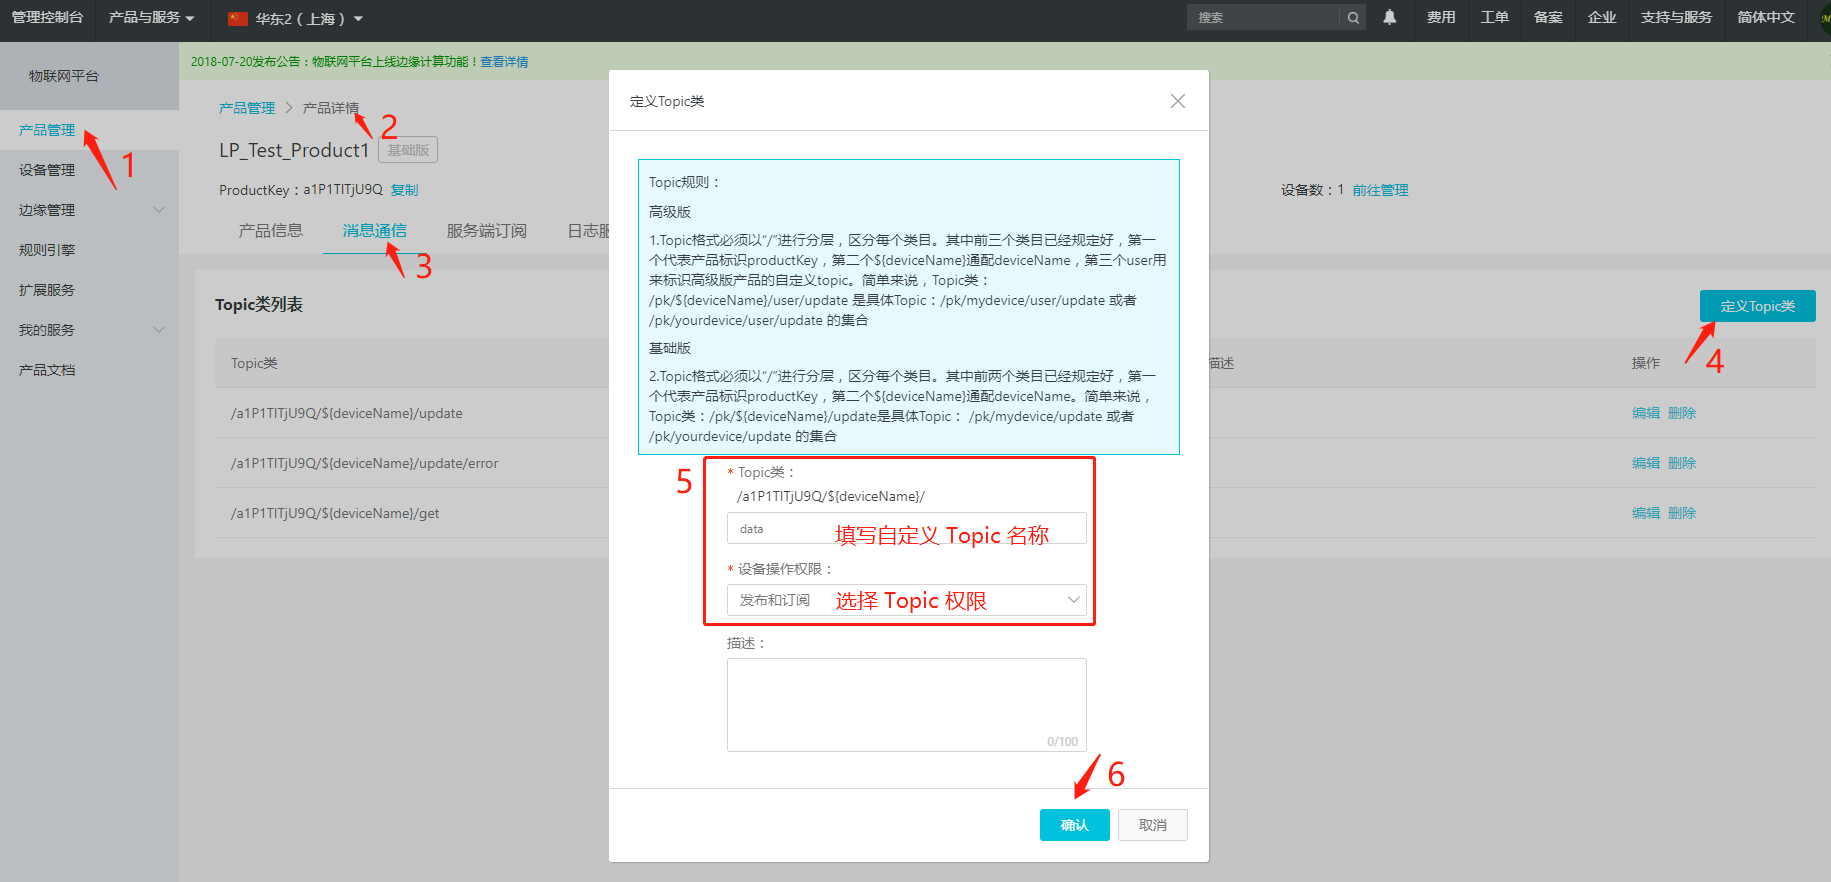 管理控制台 产品与服务 华东2（上海） 搜索 费用 工单 备案 企业 支持与服务 简体中文
物联网平台
产品管理
1
设备管理
边缘管理
规则引擎
扩展服务
我的服务
产品文档
2018-07-20发布公告：物联网平台上线边缘计算功能！查看详情
产品管理 > 产品详情
2
LP_Test_Product1 基础版
ProductKey：a1P1TITjU9Q 复制
设备数：1 前往管理
产品信息 消息通信 服务端订阅 日志服
3
Topic类列表
定义Topic类
4
Topic类 描述 操作
/a1P1TITjU9Q/${deviceName}/update 编辑 删除
/a1P1TITjU9Q/${deviceName}/update/error 编辑 删除
/a1P1TITjU9Q/${deviceName}/get 编辑 删除
定义Topic类
Topic规则：
高级版
1.Topic格式必须以“/”进行分层，区分每个类目。其中前三个类目已经规定好，第一
个代表产品标识productKey，第二个${deviceName}通配deviceName，第三个user用
来标识高级版产品的自定义topic。简单来说，Topic类：
/pk/${deviceName}/user/update 是具体Topic：/pk/mydevice/user/update 或者
/pk/yourdevice/user/update 的集合
基础版
2.Topic格式必须以“/”进行分层，区分每个类目。其中前两个类目已经规定好，第一
个代表产品标识productKey，第二个${deviceName}通配deviceName。简单来说，
Topic类：/pk/${deviceName}/update是具体Topic： /pk/mydevice/update 或者
/pk/yourdevice/update 的集合
5
* Topic类：
/a1P1TITjU9Q/${deviceName}/
data 填写自定义 Topic 名称
* 设备操作权限：
发布和订阅 选择 Topic 权限
描述：
0/100
6
确认 取消